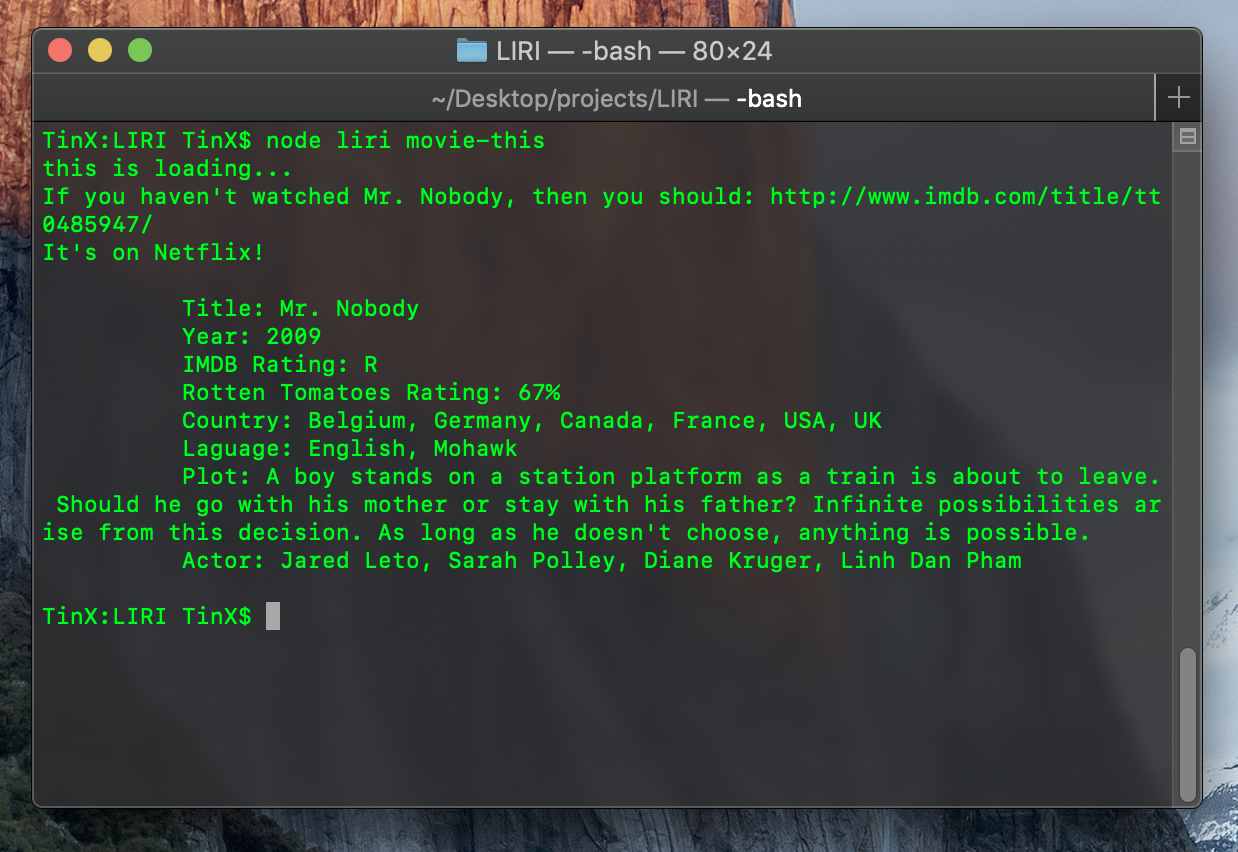 LIRI — -bash — 80×24
~/Desktop/projects/LIRI — -bash
TinX:LIRI TinX$ node liri movie-this
this is loading...
If you haven't watched Mr. Nobody, then you should: http://www.imdb.com/title/tt
0485947/
It's on Netflix!
Title: Mr. Nobody
Year: 2009
IMDB Rating: R
Rotten Tomatoes Rating: 67%
Country: Belgium, Germany, Canada, France, USA, UK
Laguage: English, Mohawk
Plot: A boy stands on a station platform as a train is about to leave.
Should he go with his mother or stay with his father? Infinite possibilities ar
ise from this decision. As long as he doesn't choose, anything is possible.
Actor: Jared Leto, Sarah Polley, Diane Kruger, Linh Dan Pham
TinX:LIRI TinX$